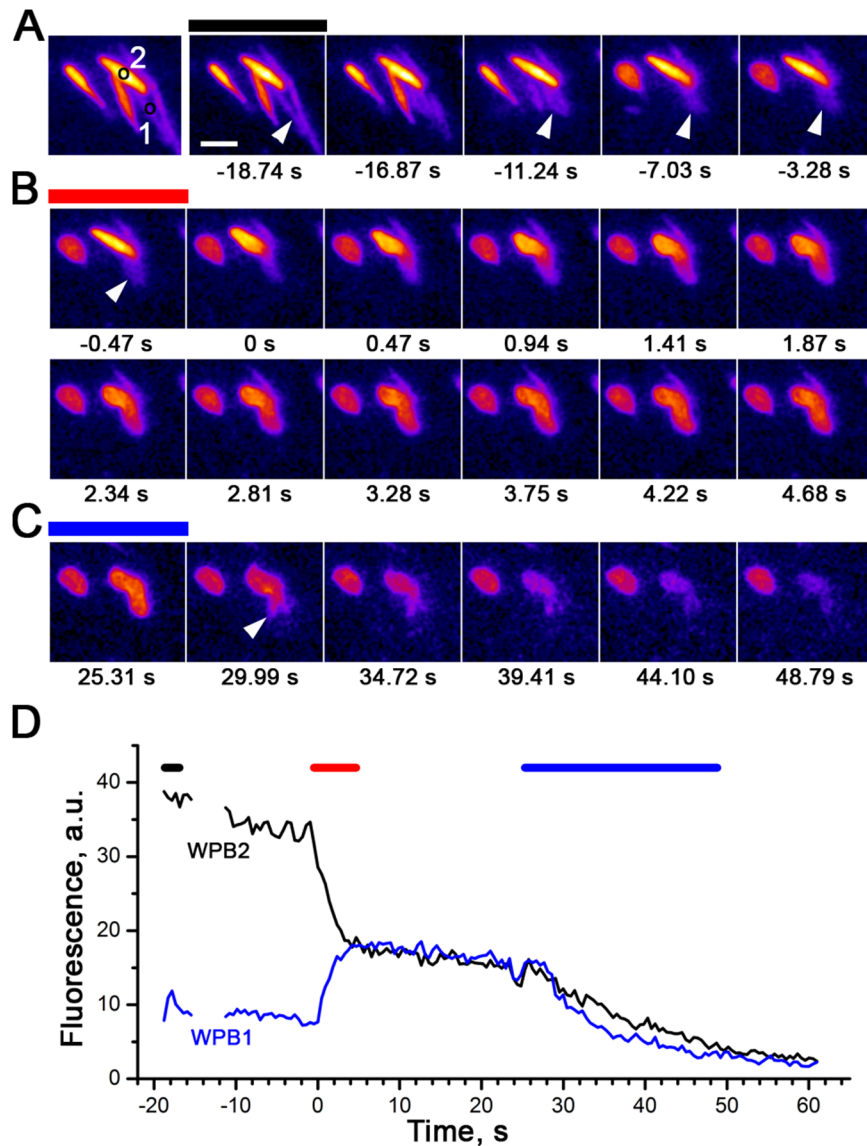 A
2
1
-18.74 s -16.87 s -11.24 s -7.03 s -3.28 s
B
-0.47 s 0 s 0.47 s 0.94 s 1.41 s 1.87 s
2.34 s 2.81 s 3.28 s 3.75 s 4.22 s 4.68 s
C
25.31 s 29.99 s 34.72 s 39.41 s 44.10 s 48.79 s
D
Fluorescence, a.u.
40
30
20
10
0
WPB2
WPB1
-20 -10 0 10 20 30 40 50 60
Time, s